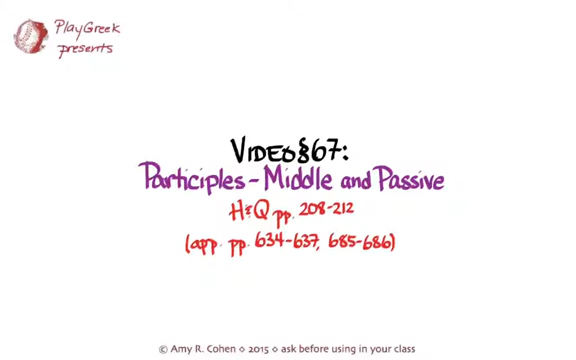 PlayGreek
presents
Video §67:
Participles - Middle and Passive
H&Q pp. 208-212
(app. pp. 634-637, 685-686)
© Amy R. Cohen ◇ 2015 ◇ ask before using in your class